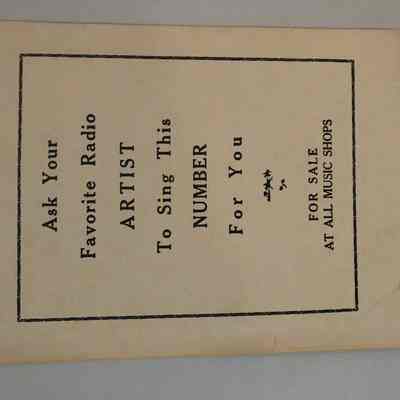 Ask Your
Favorite Radio
ARTIST
To Sing This
NUMBER
For You
FOR SALE
AT ALL MUSIC SHOPS